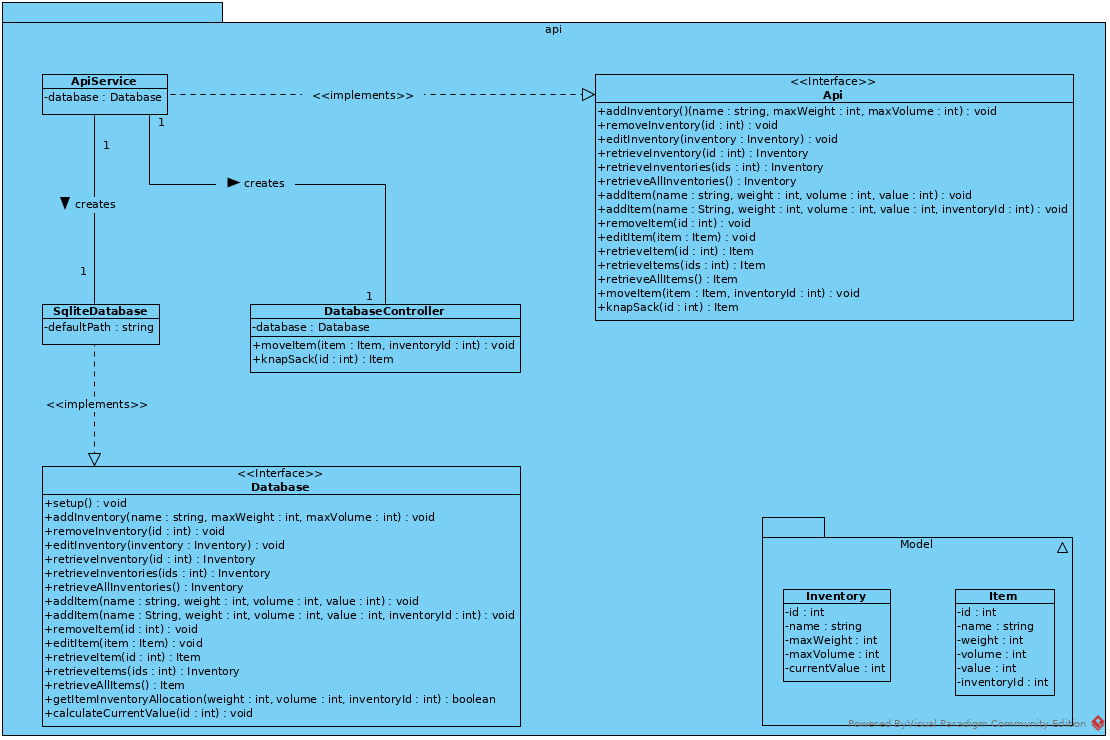 api
ApiService
-database : Database
<<implements>>
<<Interface>>
Api
+addInventory()(name : string, maxWeight : int, maxVolume : int) : void
+removeInventory(id : int) : void
+editInventory(inventory : Inventory) : void
+retrieveInventory(id : int) : Inventory
+retrieveInventories(ids : int) : Inventory
+retrieveAllInventories() : Inventory
+addItem(name : string, weight : int, volume : int, value : int) : void
+addItem(name : String, weight : int, volume : int, value : int, inventoryId : int) : void
+removeItem(id : int) : void
+editItem(item : Item) : void
+retrieveItem(id : int) : Item
+retrieveItems(ids : int) : Item
+retrieveAllItems() : Item
+moveItem(item : Item, inventoryId : int) : void
+knapSack(id : int) : Item
1
1
creates
creates
1
1
SqliteDatabase
-defaultPath : string
DatabaseController
-database : Database
+moveItem(item : Item, inventoryId : int) : void
+knapSack(id : int) : Item
<<implements>>
<<Interface>>
Database
+setup() : void
+addInventory(name : string, maxWeight : int, maxVolume : int) : void
+removeInventory(id : int) : void
+editInventory(inventory : Inventory) : void
+retrieveInventory(id : int) : Inventory
+retrieveInventories(ids : int) : Inventory
+retrieveAllInventories() : Inventory
+addItem(name : string, weight : int, volume : int, value : int) : void
+addItem(name : String, weight : int, volume : int, value : int, inventoryId : int) : void
+removeItem(id : int) : void
+editItem(item : Item) : void
+retrieveItem(id : int) : Item
+retrieveItems(ids : int) : Inventory
+retrieveAllItems() : Item
+getItemInventoryAllocation(weight : int, volume : int, inventoryId : int) : boolean
+calculateCurrentValue(id : int) : void
Model
Inventory
-id : int
-name : string
-maxWeight : int
-maxVolume : int
-currentValue : int
Item
-id : int
-name : string
-weight : int
-volume : int
-value : int
-inventoryId : int
Powered ByVisual Paradigm Community Edition